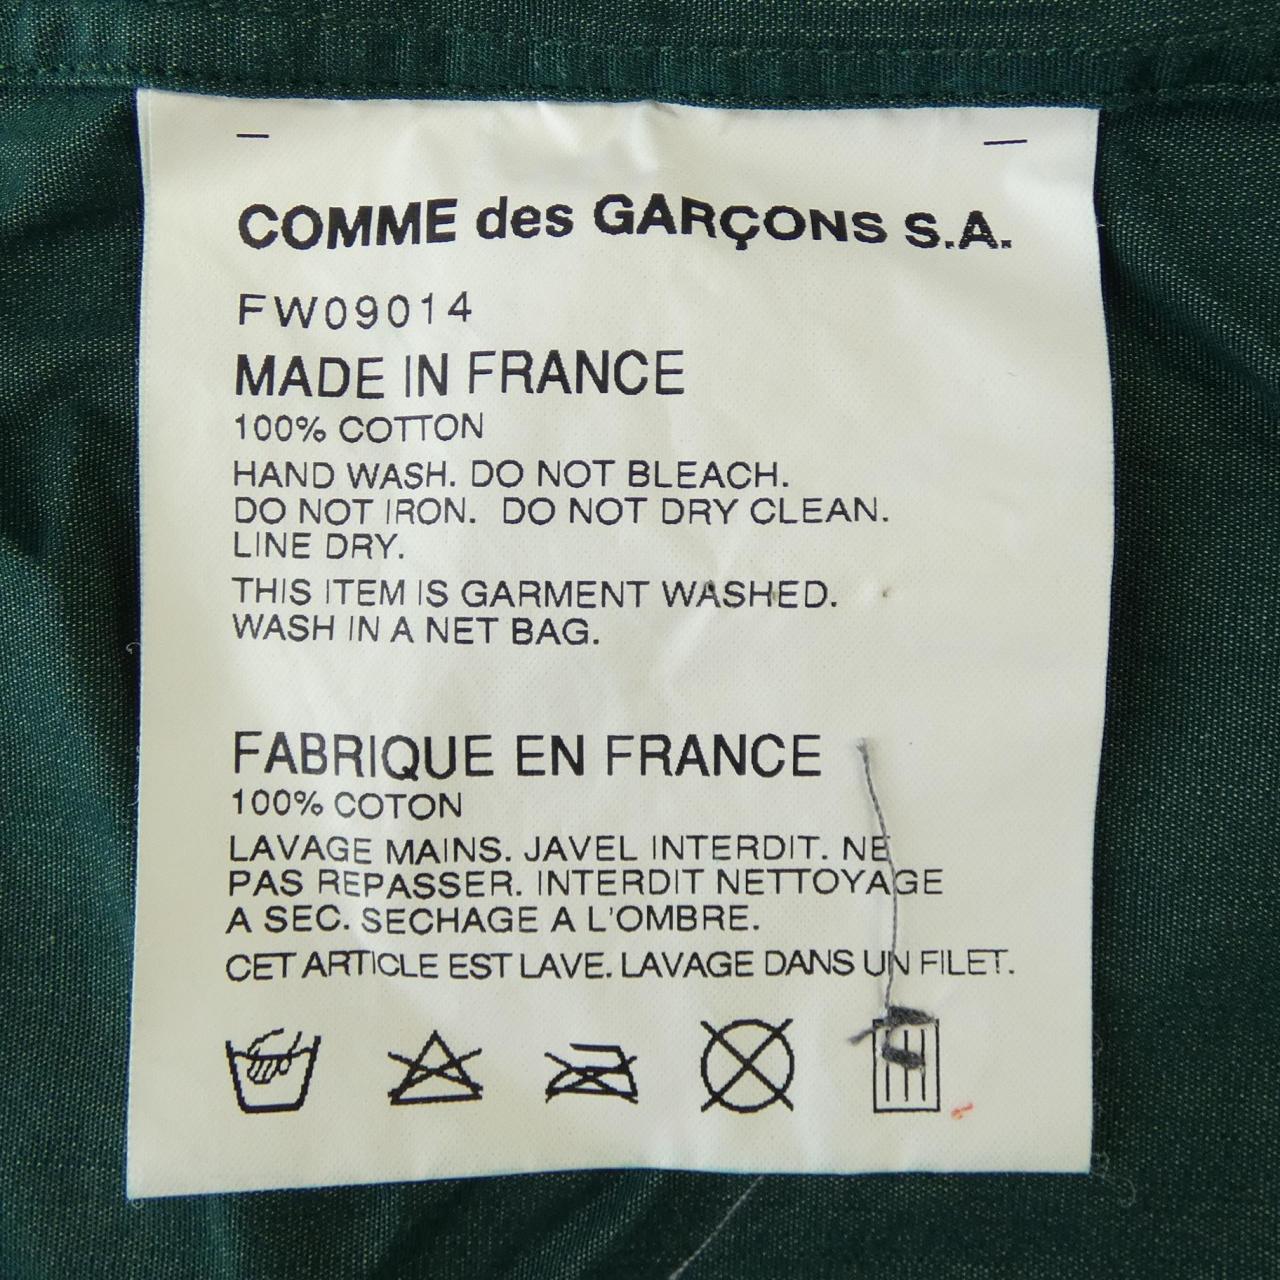 COMME des GARÇONS S.A.
FW09014
MADE IN FRANCE
100% COTTON
HAND WASH. DO NOT BLEACH.
DO NOT IRON. DO NOT DRY CLEAN.
LINE DRY.
THIS ITEM IS GARMENT WASHED.
WASH IN A NET BAG.
FABRIQUE EN FRANCE
100% COTON
LAVAGE MAINS. JAVEL INTERDIT. NE
PAS REPASSER. INTERDIT NETTOYAGE
A SEC. SECHAGE A L'OMBRE.
CET ARTICLE EST LAVE. LAVAGE DANS UN FILET.